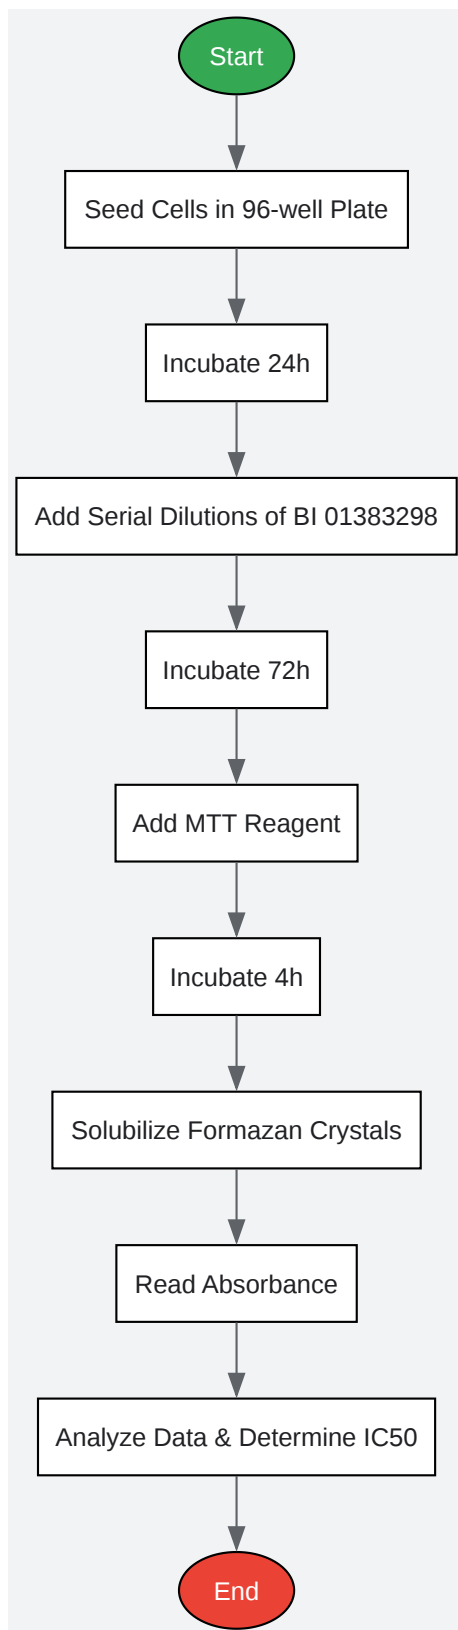 Start
Seed Cells in 96-well Plate
Incubate 24h
Add Serial Dilutions of BI 01383298
Incubate 72h
Add MTT Reagent
Incubate 4h
Solubilize Formazan Crystals
Read Absorbance
Analyze Data & Determine IC50
End